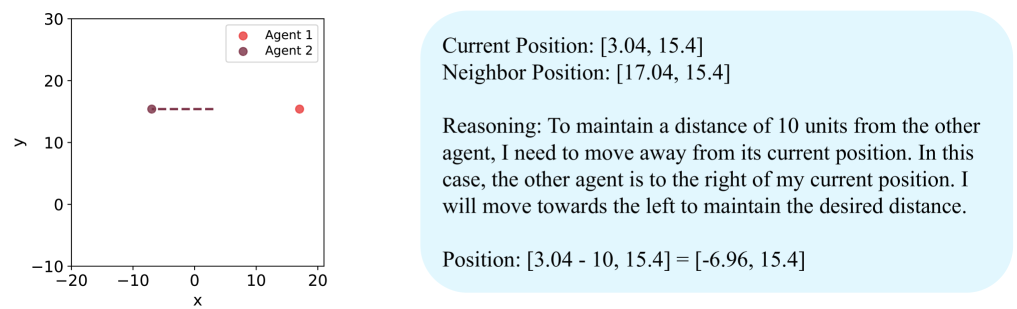 30
20
10
0
−10
y
−20
−10
0
10
20
x
Agent 1
Agent 2
Current Position: [3.04, 15.4]
Neighbor Position: [17.04, 15.4]
Reasoning: To maintain a distance of 10 units from the other
agent, I need to move away from its current position. In this
case, the other agent is to the right of my current position. I
will move towards the left to maintain the desired distance.
Position: [3.04 - 10, 15.4] = [-6.96, 15.4]